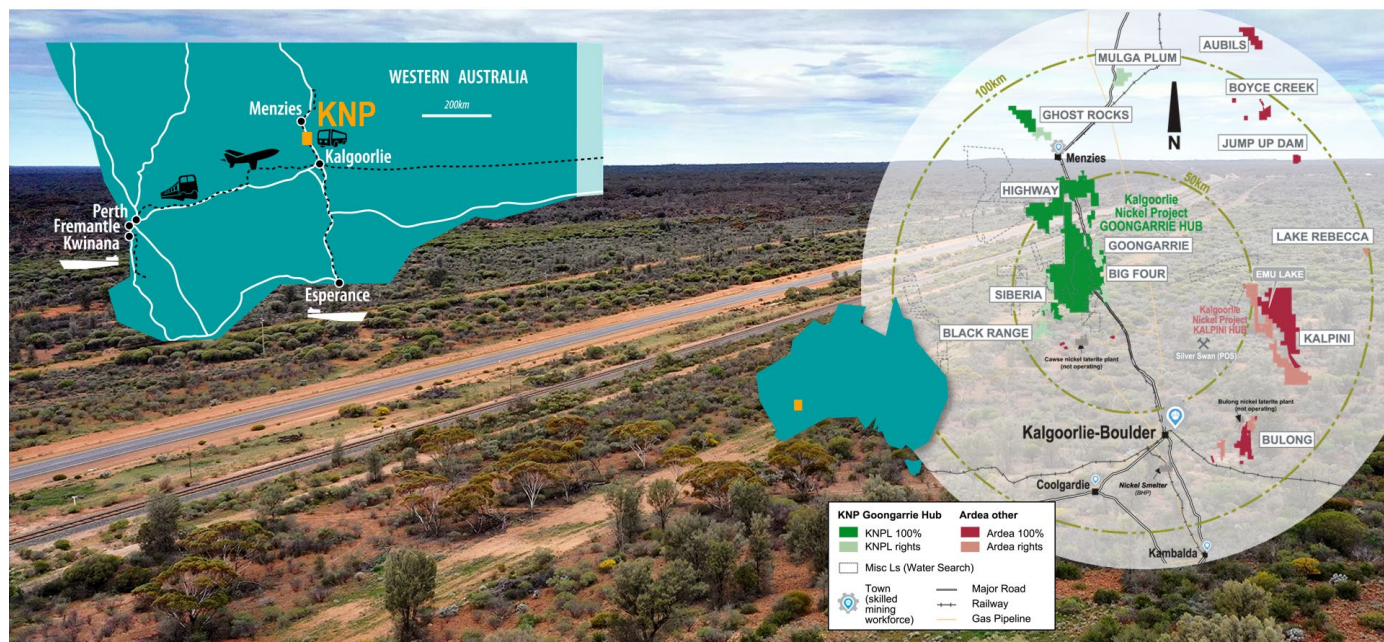 WESTERN AUSTRALIA
200km
Menzies
KNP
Kalgoorlie
Perth
Fremantle
Kwinana
Esperance
AUBILS
MULGA PLUM
100km
BOYCE CREEK
GHOST ROCKS
N
JUMP UP DAM
Menzies
50km
HIGHWAY
Kalgoorlie
Nickel Project
GOONGARRIE HUB
LAKE REBECCA
GOONGARRIE
BIG FOUR
EMU LAKE
SIBERIA
Kalgoorlie
Nickel Project
KALPINI HUB
BLACK RANGE
KALPINI
Silver Swan (POS)
Cawse nickel laterite plant
(not operating)
Bulong nickel laterite plant
(not operating)
Kalgoorlie-Boulder
BULONG
Coolgardie
Nickel Smelter
(BHP)
Kambalda
KNP Goongarrie Hub
Ardea other
KNPL 100%
Ardea 100%
KNPL rights
Ardea rights
Misc Ls (Water Search)
Town
(skilled
mining
workforce)
Major Road
Railway
Gas Pipeline